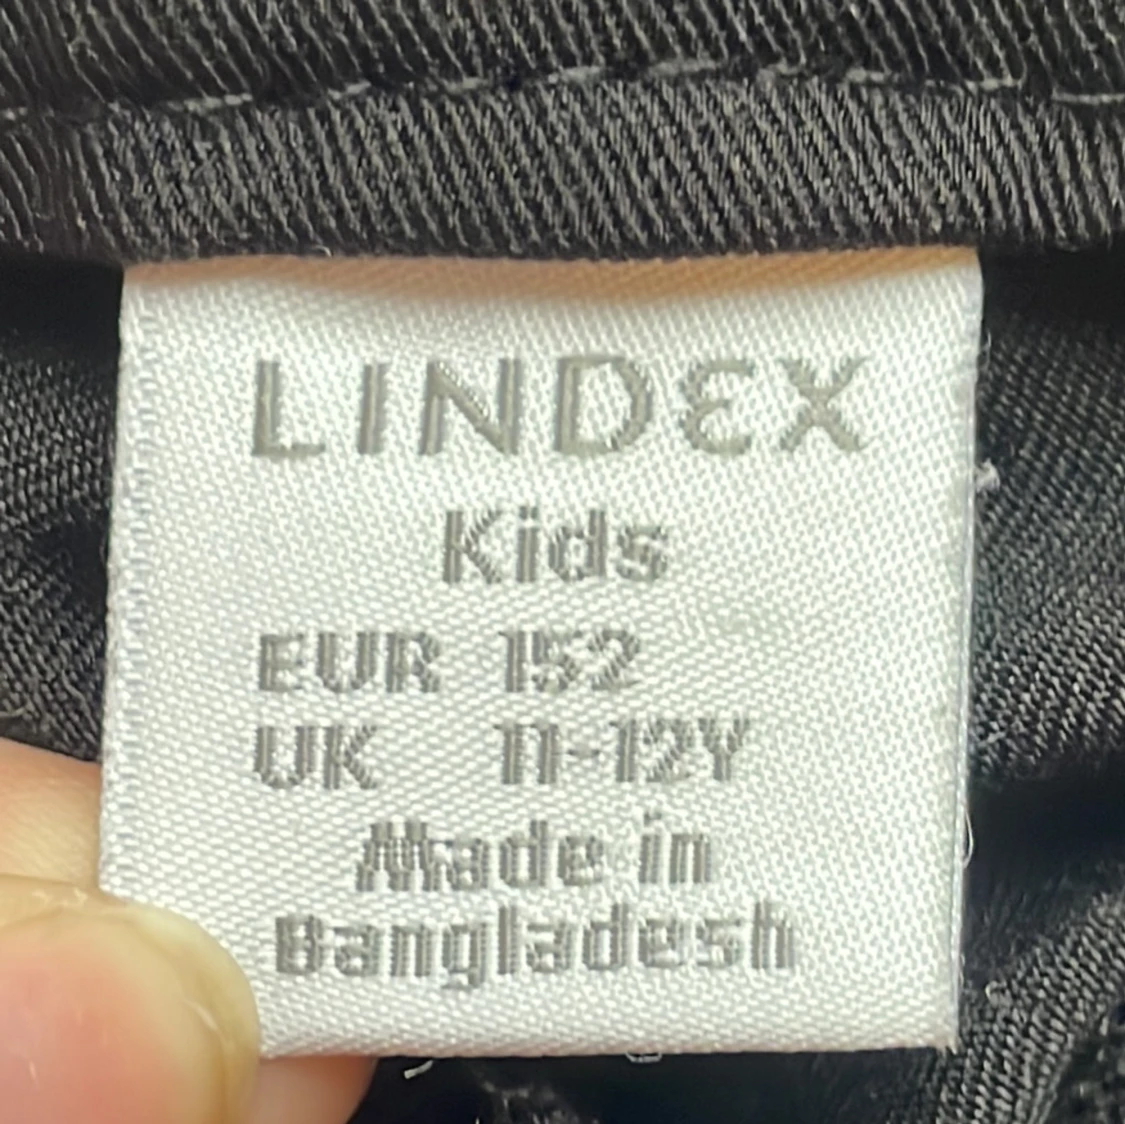 LINDEX
Kids
EUR 152
UK 11-12Y
Made in
Bangladesh